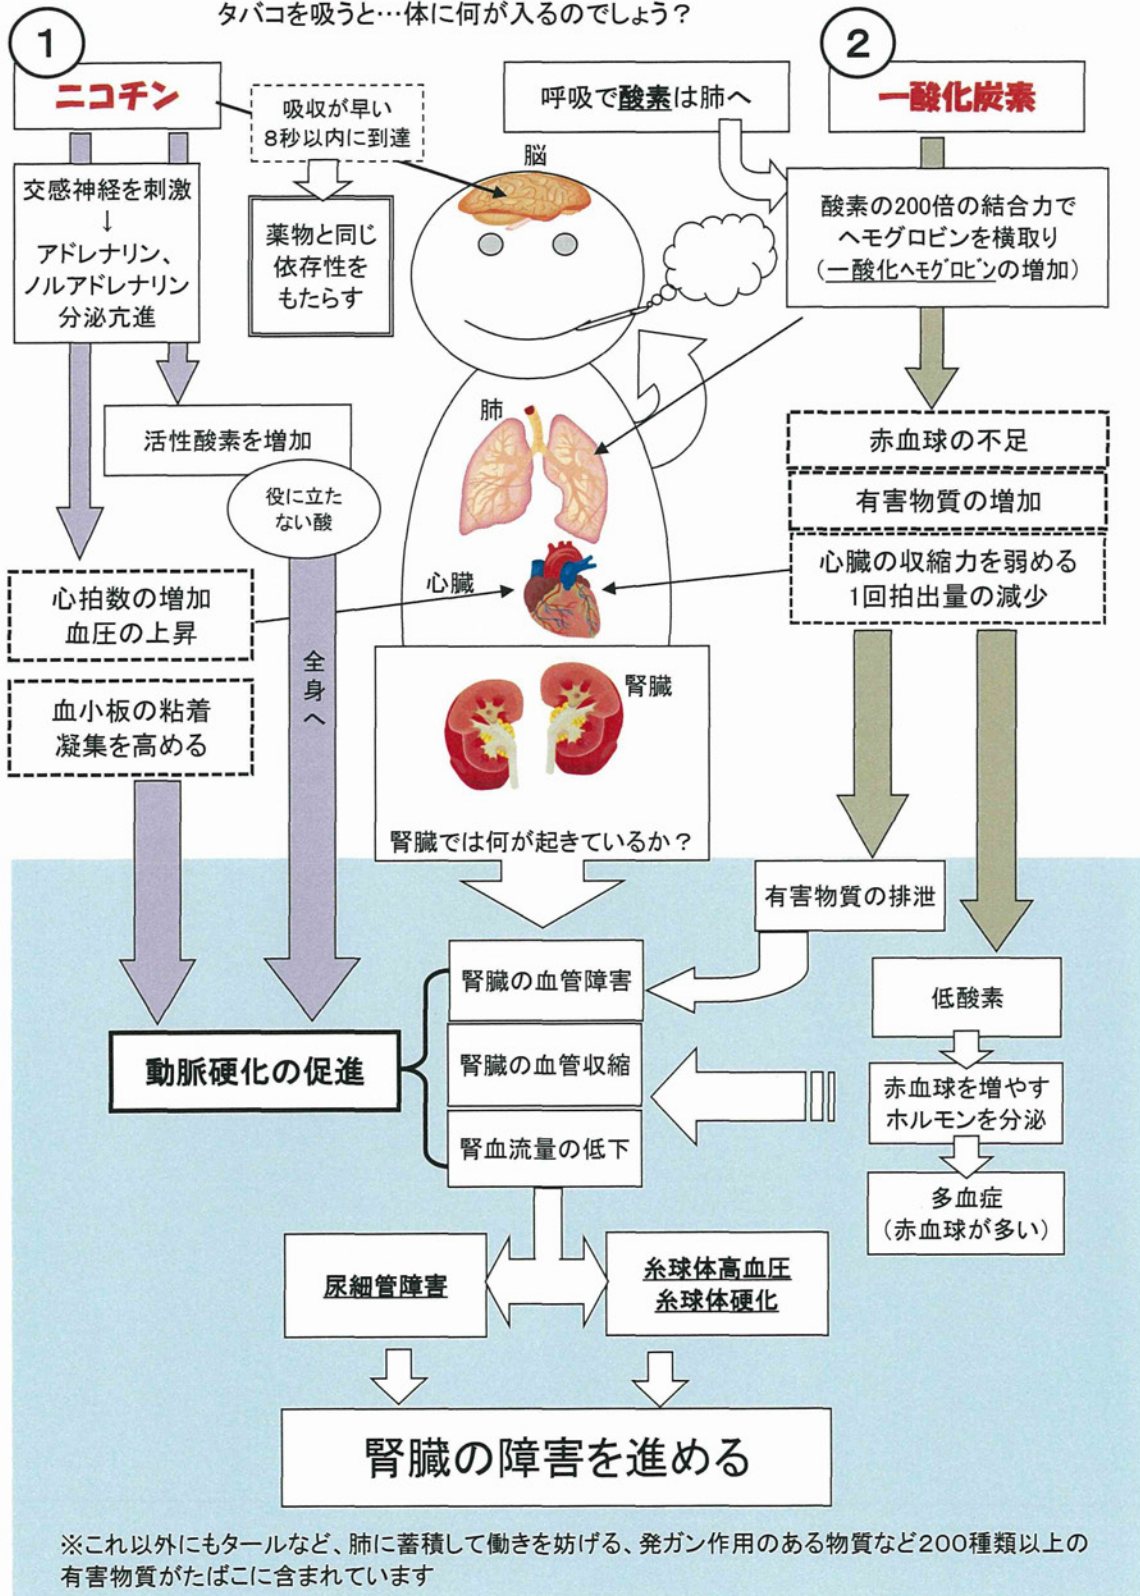 タバコを吸うと…体に何が入るのでしょう?
1
ニコチン
吸収が早い
8秒以内に到達
薬物と同じ
依存性を
もたらす
交感神経を刺激
↓
アドレナリン、
ノルアドレナリン
分泌亢進
活性酸素を増加
役に立た
ない酸
全身へ
心拍数の増加
血圧の上昇
血小板の粘着
凝集を高める
脳
肺
心臓
腎臓
腎臓では何が起きているか?
呼吸で酸素は肺へ
2
一酸化炭素
酸素の200倍の結合力で
ヘモグロビンを横取り
(一酸化ヘモグロビンの増加)
赤血球の不足
有害物質の増加
心臓の収縮力を弱める
1回拍出量の減少
有害物質の排泄
低酸素
赤血球を増やす
ホルモンを分泌
多血症
(赤血球が多い)
動脈硬化の促進
腎臓の血管障害
腎臓の血管収縮
腎血流量の低下
尿細管障害
糸球体高血圧
糸球体硬化
腎臓の障害を進める
※これ以外にもタールなど、肺に蓄積して働きを妨げる、発ガン作用のある物質など200種類以上の
有害物質がたばこに含まれています